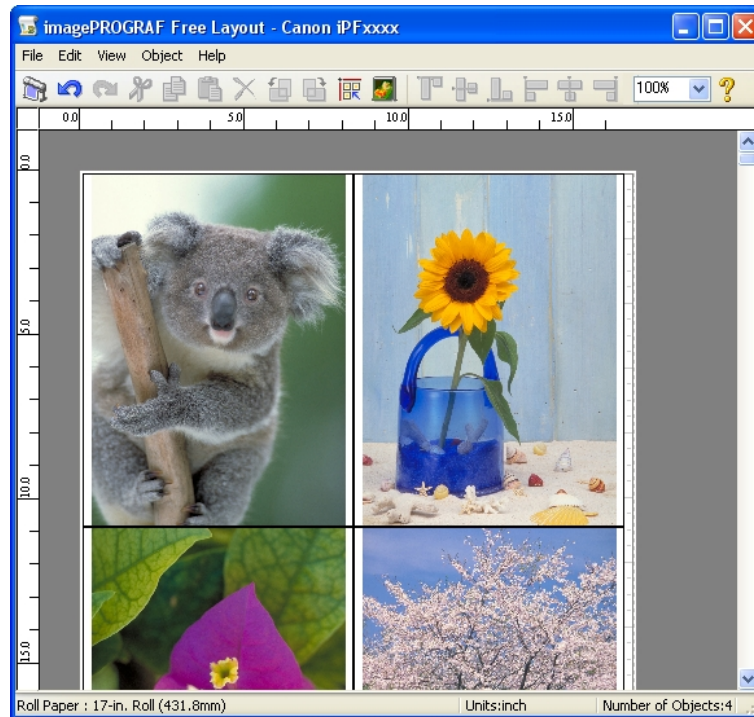 imagePROGRAF Free Layout - Canon iPFxxxx
File Edit View Object Help
100%
0.0 5.0 10.0 15.0
0.0
5.0
10.0
15.0
Roll Paper : 17-in. Roll (431.8mm) Units:inch Number of Objects:4